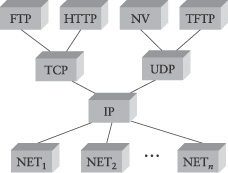 FTP HTTP NV TFTP
TCP UDP
IP
NET₁ NET₂ ... NETₙ